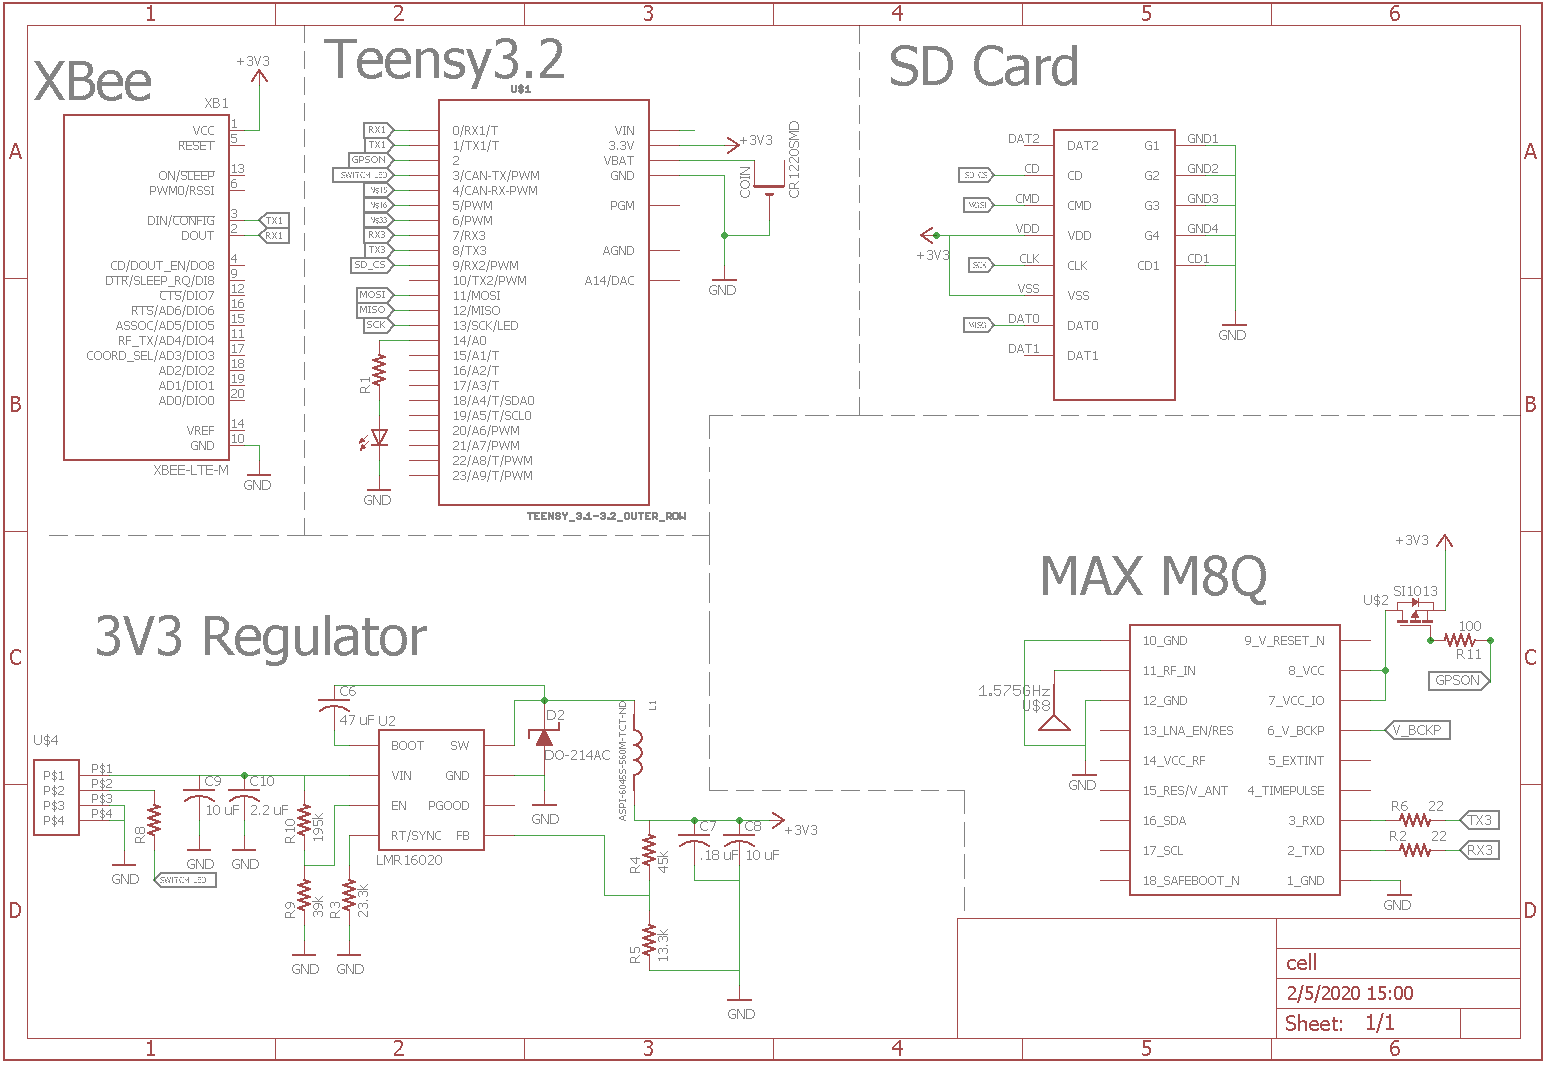 1 2 3 4 5 6
A
B
C
D
XBee
+3V3
XB1
VCC 1
RESET 5
ON/SLEEP 13
PWM0/RSSI 6
DIN/CONFIG 3 TX1
DOUT 2 RX1
CD/DOUT_EN/DO8 4
DTR/SLEEP_RQ/DI8 9
CTS/DIO7 12
RTS/AD6/DIO6 16
ASSOC/AD5/DIO5 15
RF_TX/AD4/DIO4 11
COORD_SEL/AD3/DIO3 17
AD2/DIO2 18
AD1/DIO1 19
AD0/DIO0 20
VREF 14
GND 10
XBEE-LTE-M
GND
Teensy3.2
U$1
RX1 0/RX1/T
TX1 1/TX1/T
GPSON 2
SWITCH LED 3/CAN-TX/PWM
4/CAN-RX-PWM
5/PWM
6/PWM
RX3 7/RX3
TX3 8/TX3
SD_CS 9/RX2/PWM
10/TX2/PWM
MOSI 11/MOSI
MISO 12/MISO
SCK 13/SCK/LED
14/A0
15/A1/T
16/A2/T
17/A3/T
18/A4/T/SDA0
19/A5/T/SCL0
20/A6/PWM
21/A7/PWM
22/A8/T/PWM
23/A9/T/PWM
R1
GND
VIN
3.3V +3V3
VBAT
GND
PGM
AGND
A14/DAC
COIN
CR1220SMD
GND
TEENSY_3.1-3.2_OUTER_ROW
SD Card
DAT2 DAT2 G1 GND1
SD_CS CD CD G2 GND2
MOSI CMD CMD G3 GND3
+3V3 VDD VDD G4 GND4
SCK CLK CLK CD1 CD1
VSS VSS
MISO DAT0 DAT0
DAT1 DAT1
GND
3V3 Regulator
U$4
P$1 P$1
P$2 P$2
P$3 P$3
P$4 P$4
R8
GND
SWITCH LED
C9
10 uF
GND
C10
2.2 uF
GND
R10
195k
R9
39k
GND
R3
23.3k
GND
C6
47 uF
U2
BOOT SW
VIN GND
EN PGOOD
RT/SYNC FB
LMR16020
D2
DO-214AC
GND
L1
ASPI-6045S-560M-TCT-ND
R4
45k
R5
13.3k
C7
.18 uF
C8
10 uF
+3V3
GND
MAX M8Q
+3V3
SI1013
U$2
100
R11
GPSON
1.575GHz
U$8
10_GND 9_V_RESET_N
11_RF_IN 8_VCC
12_GND 7_VCC_IO
13_LNA_EN/RES 6_V_BCKP V_BCKP
14_VCC_RF 5_EXTINT
15_RES/V_ANT 4_TIMEPULSE
16_SDA 3_RXD R6 22 TX3
17_SCL 2_TXD R2 22 RX3
18_SAFEBOOT_N 1_GND
GND
GND
cell
2/5/2020 15:00
Sheet: 1/1
1 2 3 4 5 6
A
B
C
D